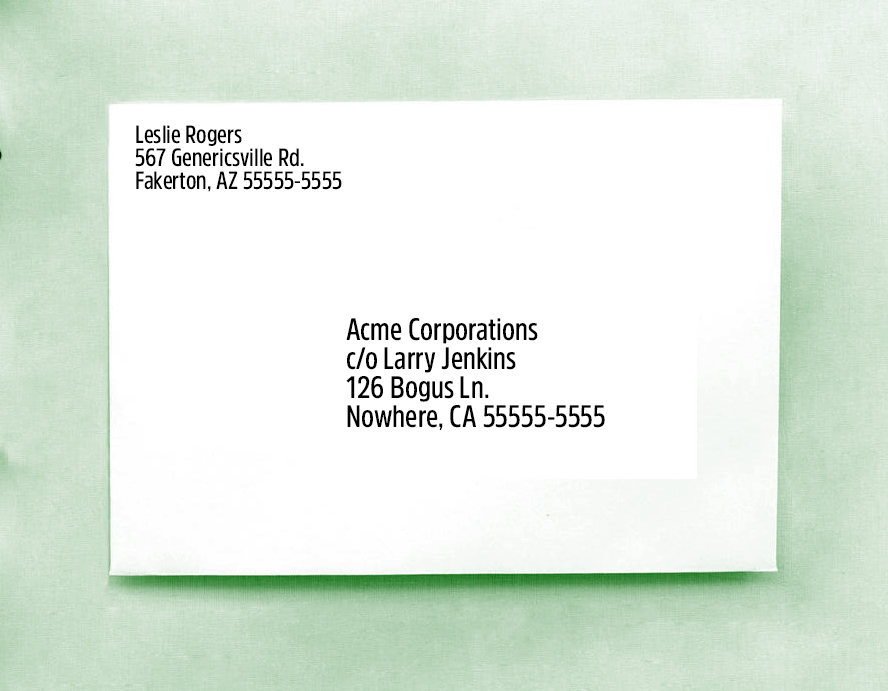 Leslie Rogers
567 Genericsville Rd.
Fakerton, AZ 55555-5555
Acme Corporations
c/o Larry Jenkins
126 Bogus Ln.
Nowhere, CA 55555-5555